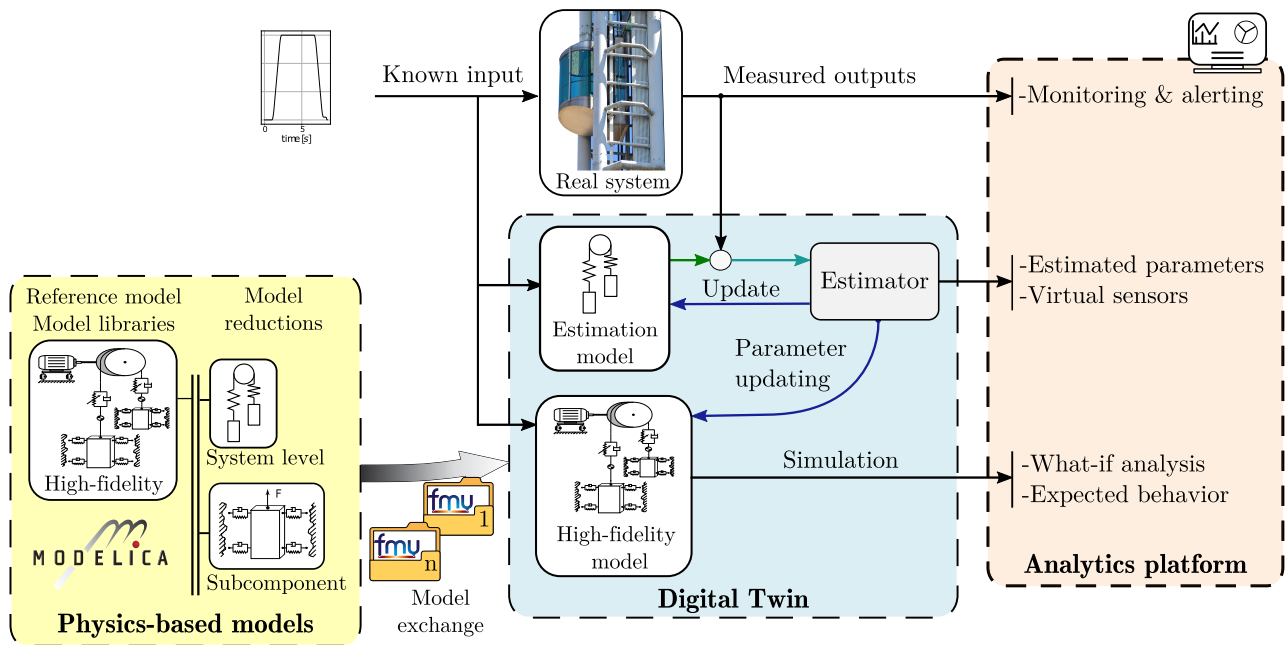 0 5
time [s]
Known input
Real system
Measured outputs
-Monitoring & alerting
Estimation
model
Update
Estimator
-Estimated parameters
-Virtual sensors
Parameter
updating
High-fidelity
model
Simulation
-What-if analysis
-Expected behavior
Analytics platform
Digital Twin
Reference model
Model libraries
Model
reductions
High-fidelity
System level
F
Subcomponent
MODELICA
Physics-based models
fmu
1
fmu
n
Model
exchange